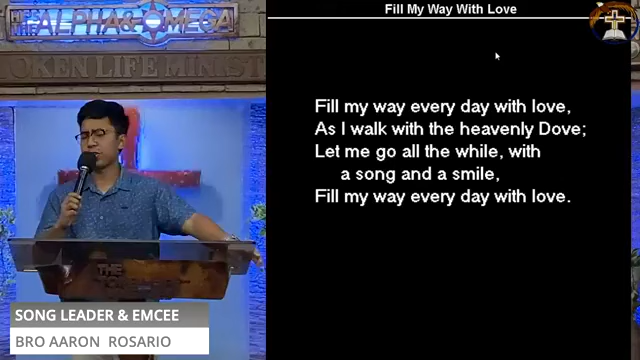 Fill My Way With Love
ALPHA & OMEGA
OKEN LIFE MINIST
Fill my way every day with love,
As I walk with the heavenly Dove;
Let me go all the while, with
a song and a smile,
Fill my way every day with love.
THE
SONG LEADER & EMCEE
BRO AARON ROSARIO